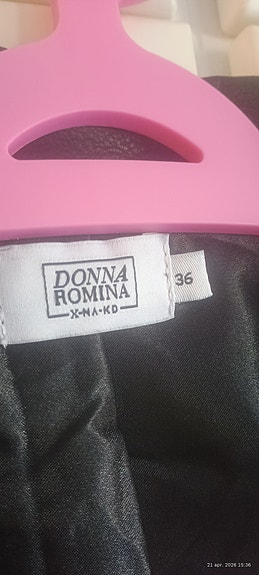 DONNA
ROMINA
X-NA-KD
36
21 apr. 2026 15:36